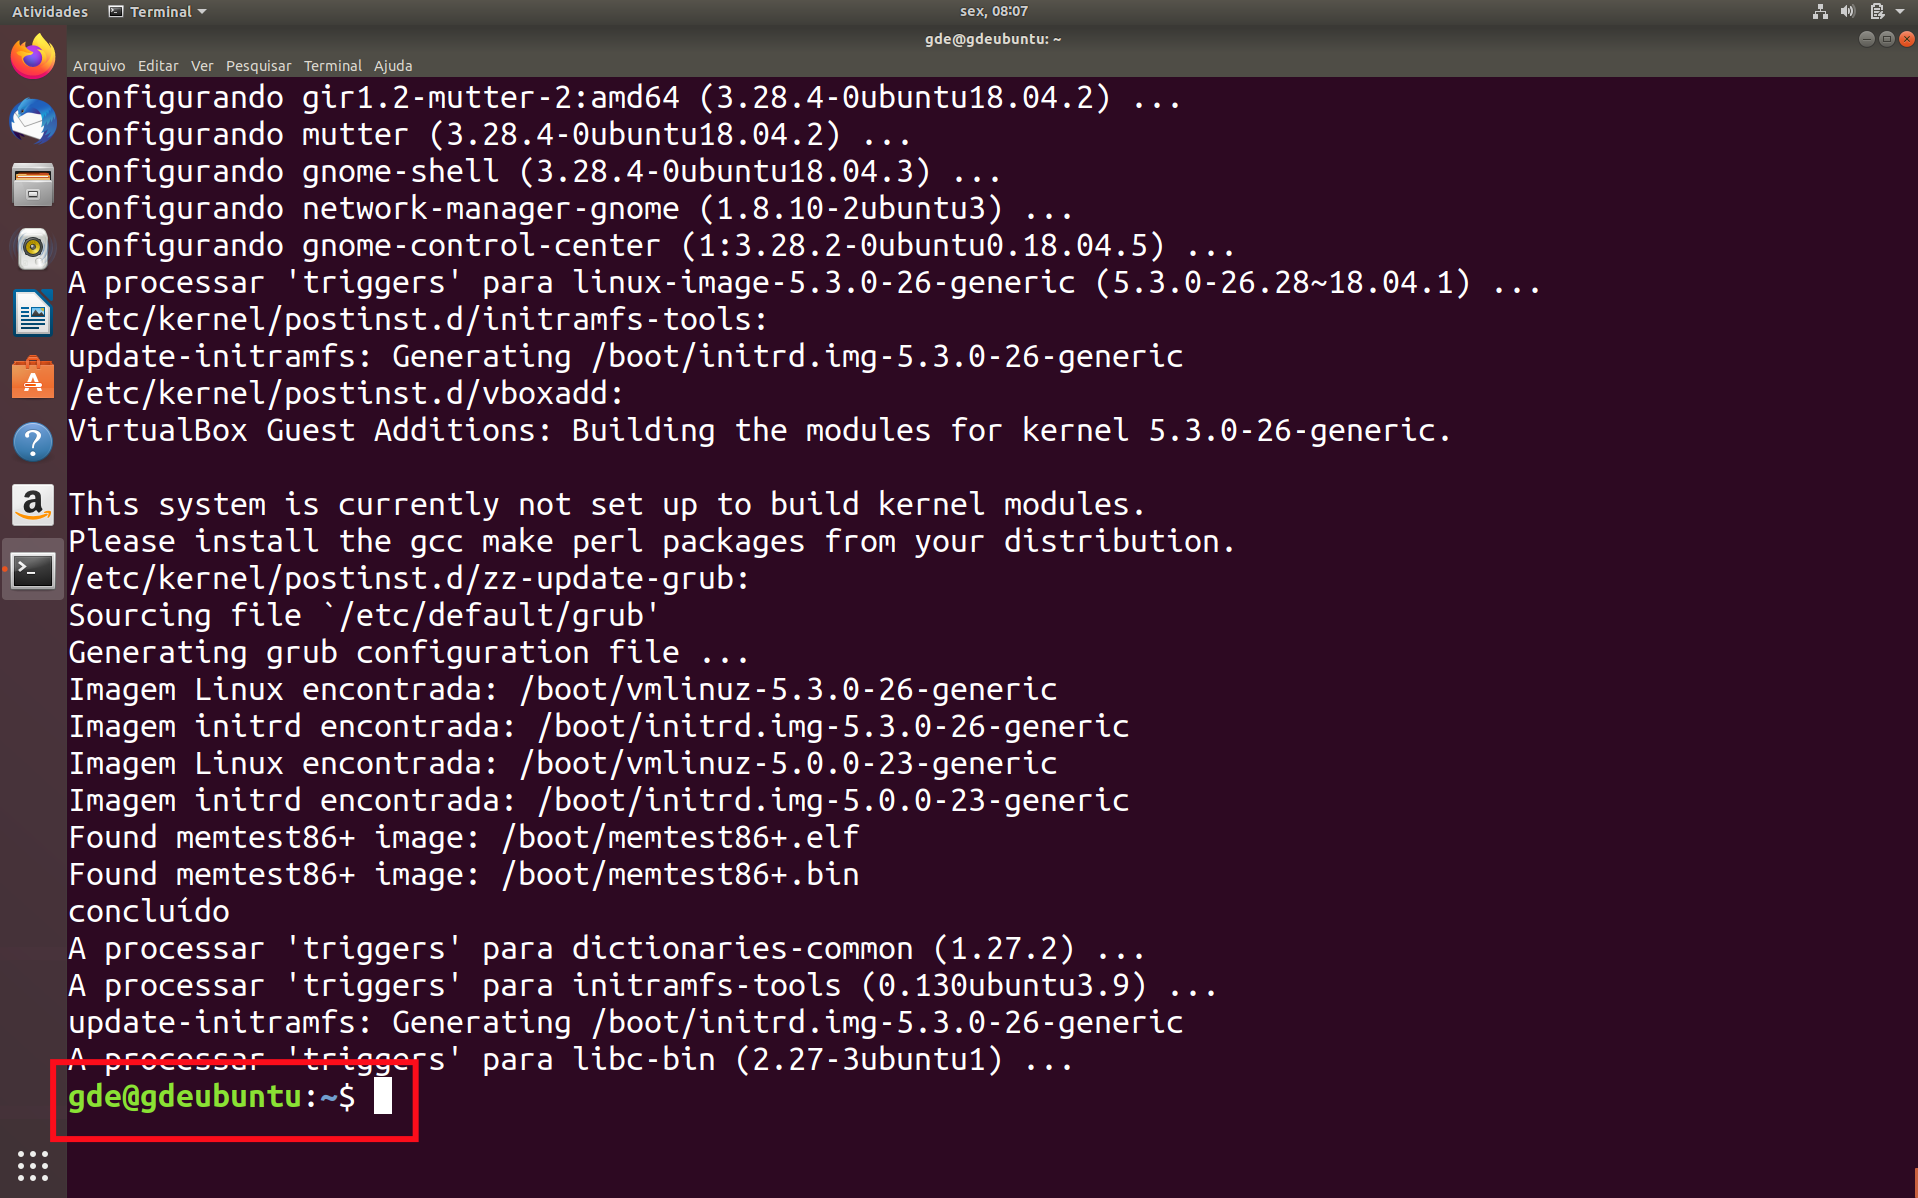 Atividades Terminal sex, 08:07
gde@gdeubuntu: ~
Arquivo Editar Ver Pesquisar Terminal Ajuda
Configurando gir1.2-mutter-2:amd64 (3.28.4-0ubuntu18.04.2) ...
Configurando mutter (3.28.4-0ubuntu18.04.2) ...
Configurando gnome-shell (3.28.4-0ubuntu18.04.3) ...
Configurando network-manager-gnome (1.8.10-2ubuntu3) ...
Configurando gnome-control-center (1:3.28.2-0ubuntu0.18.04.5) ...
A processar 'triggers' para linux-image-5.3.0-26-generic (5.3.0-26.28~18.04.1) ...
/etc/kernel/postinst.d/initramfs-tools:
update-initramfs: Generating /boot/initrd.img-5.3.0-26-generic
/etc/kernel/postinst.d/vboxadd:
VirtualBox Guest Additions: Building the modules for kernel 5.3.0-26-generic.
This system is currently not set up to build kernel modules.
Please install the gcc make perl packages from your distribution.
/etc/kernel/postinst.d/zz-update-grub:
Sourcing file `/etc/default/grub'
Generating grub configuration file ...
Imagem Linux encontrada: /boot/vmlinuz-5.3.0-26-generic
Imagem initrd encontrada: /boot/initrd.img-5.3.0-26-generic
Imagem Linux encontrada: /boot/vmlinuz-5.0.0-23-generic
Imagem initrd encontrada: /boot/initrd.img-5.0.0-23-generic
Found memtest86+ image: /boot/memtest86+.elf
Found memtest86+ image: /boot/memtest86+.bin
concluído
A processar 'triggers' para dictionaries-common (1.27.2) ...
A processar 'triggers' para initramfs-tools (0.130ubuntu3.9) ...
update-initramfs: Generating /boot/initrd.img-5.3.0-26-generic
A processar 'triggers' para libc-bin (2.27-3ubuntu1) ...
gde@gdeubuntu:~$